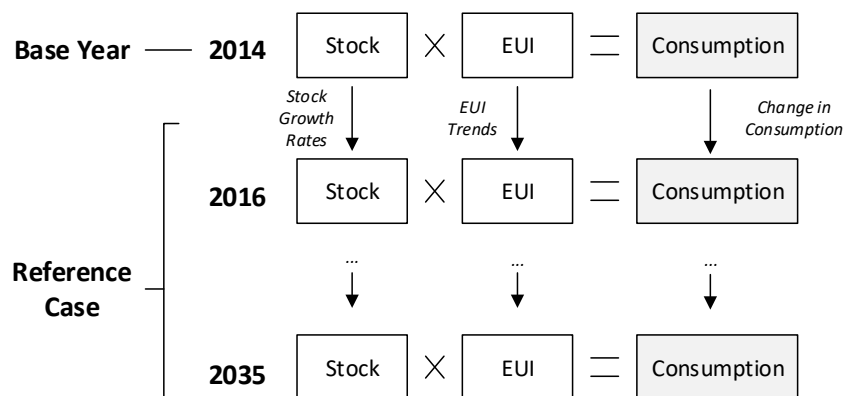 Base Year
2014
Stock
×
EUI
=
Consumption
Stock
Growth
Rates
EUI
Trends
Change in
Consumption
2016
Stock
×
EUI
=
Consumption
...
...
...
Reference
Case
2035
Stock
×
EUI
=
Consumption